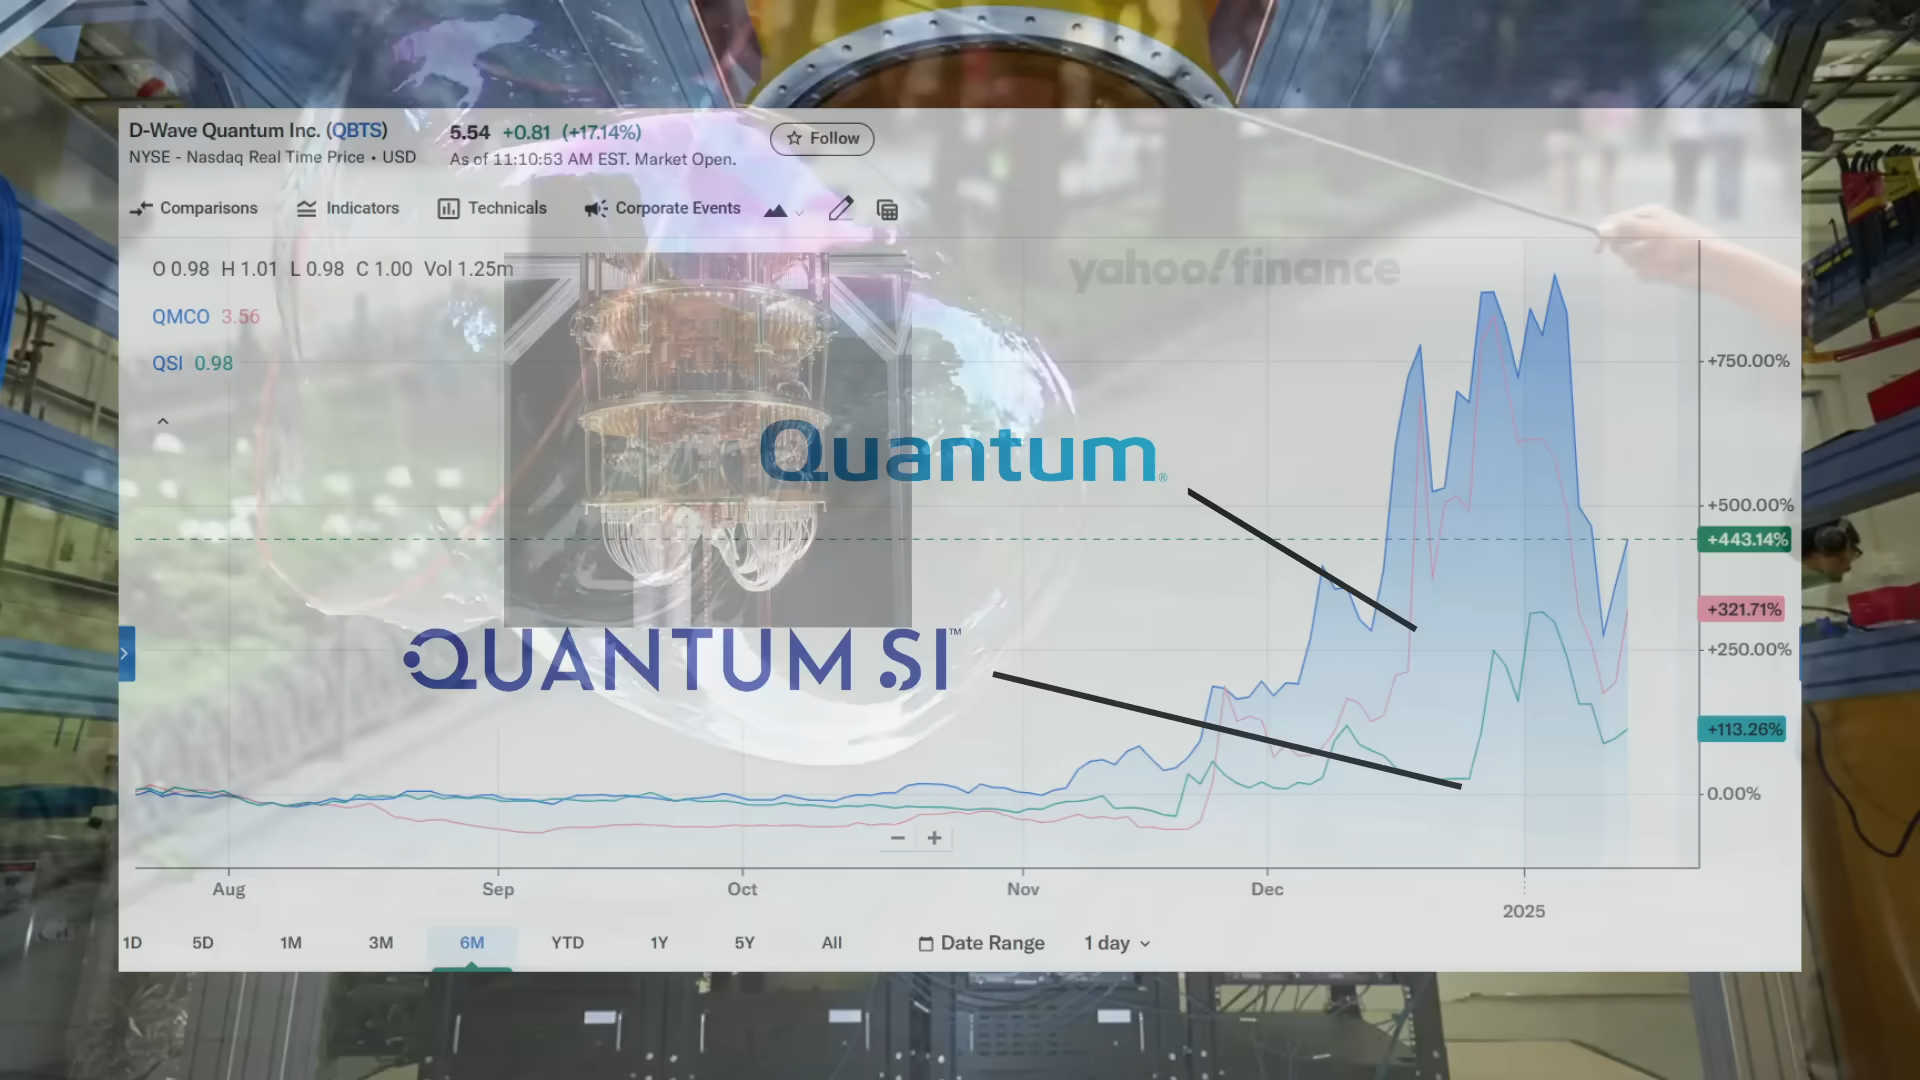 D-Wave Quantum Inc. (QBTS)
5.54 +0.81 (+17.14%)
Follow
NYSE - Nasdaq Real Time Price • USD
As of 11:10:53 AM EST. Market Open.
Comparisons
Indicators
Technicals
Corporate Events
O 0.98 H 1.01 L 0.98 C 1.00 Vol 1.25m
yahoo!finance
QMCO 3.56
QSI 0.98
+750.00%
Quantum®
+500.00%
+443.14%
+321.71%
QUANTUM SI™
+250.00%
+113.26%
0.00%
Aug
Sep
Oct
Nov
Dec
2025
1D
5D
1M
3M
6M
YTD
1Y
5Y
All
Date Range
1 day